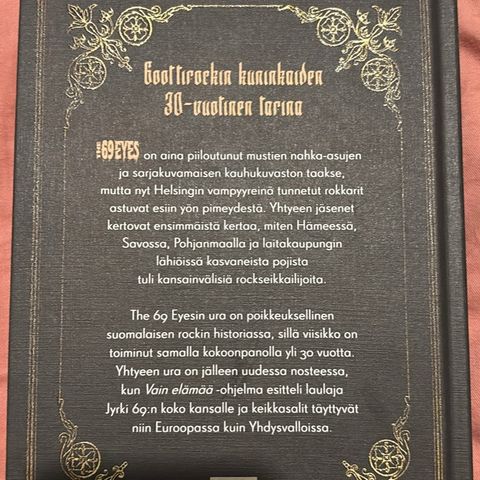 Goottirockin kuninkaiden
30-vuotinen tarina
THE 69 EYES on aina piiloutunut mustien nahka-asujen
ja sarjakuvamaisen kauhukuvaston taakse,
mutta nyt Helsingin vampyyreinä tunnetut rokkarit
astuvat esiin yön pimeydestä. Yhtyeen jäsenet
kertovat ensimmäistä kertaa, miten Hämeessä,
Savossa, Pohjanmaalla ja laitakaupungin
lähiöissä kasvaneista pojista
tuli kansainvälisiä rockseikkailijoita.
The 69 Eyesin ura on poikkeuksellinen
suomalaisen rockin historiassa, sillä viisikko on
toiminut samalla kokoonpanolla yli 30 vuotta.
Yhtyeen ura on jälleen uudessa nosteessa,
kun Vain elämää -ohjelma esitteli laulaja
Jyrki 69:n koko kansalle ja keikkasalit täyttyvät
niin Euroopassa kuin Yhdysvalloissa.